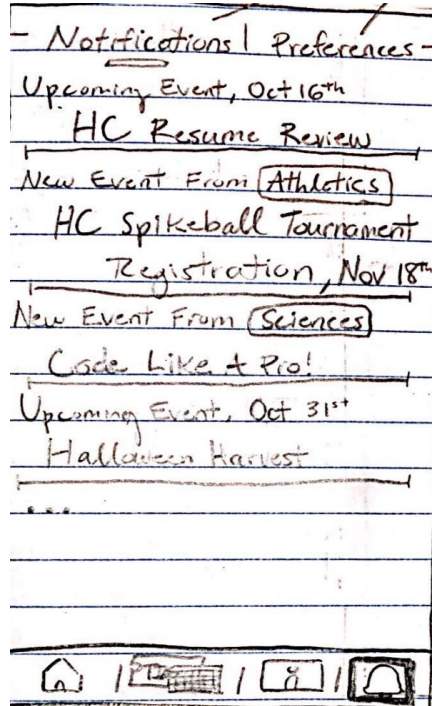 Notifications | Preferences
Upcoming Event, Oct 16th
HC Resume Review
New Event From Athletics
HC Spikeball Tournament
Registration, Nov 18th
New Event From Sciences
Code Like A Pro!
Upcoming Event, Oct 31st
Halloween Harvest
...